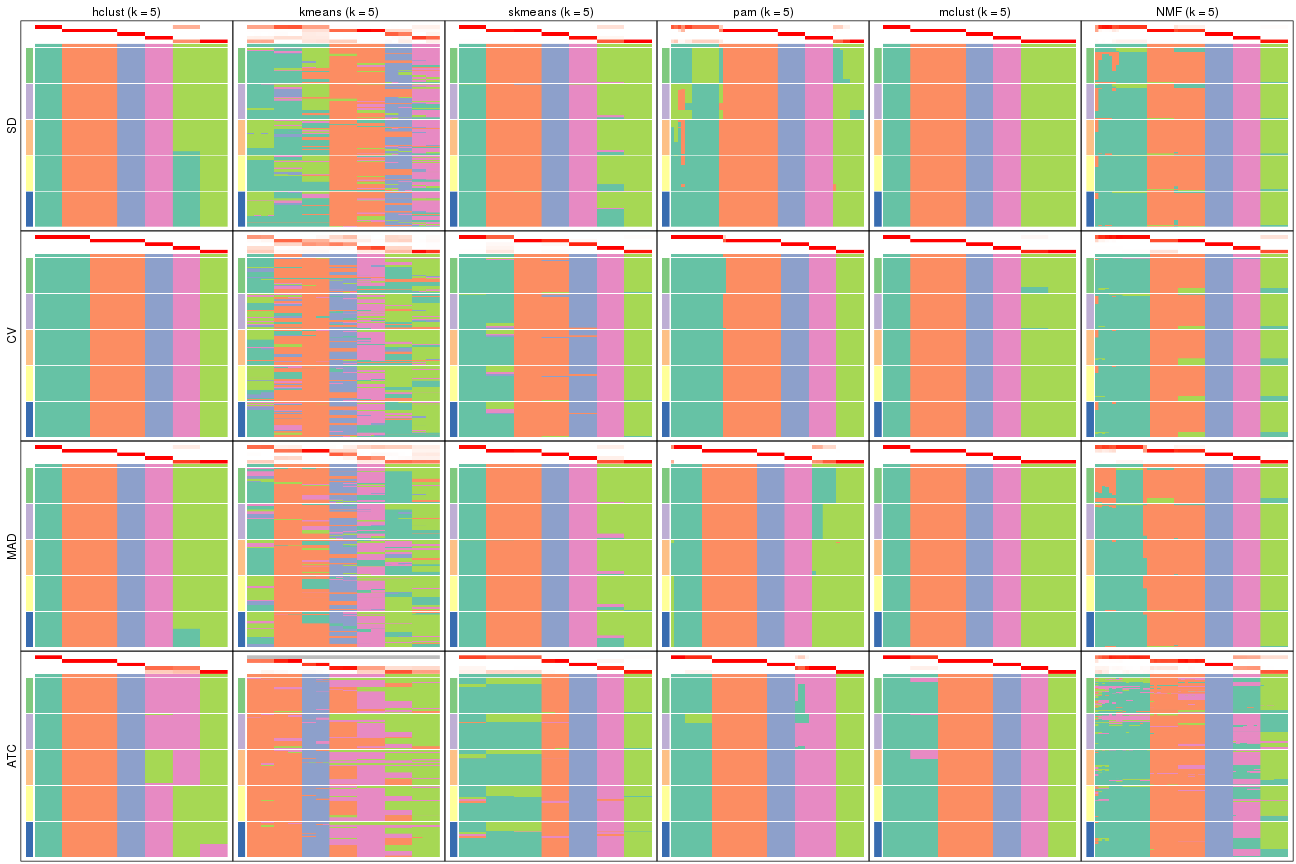 hclust (k = 5) kmeans (k = 5) skmeans (k = 5) pam (k = 5) mclust (k = 5) NMF (k = 5)
SD
CV
MAD
ATC